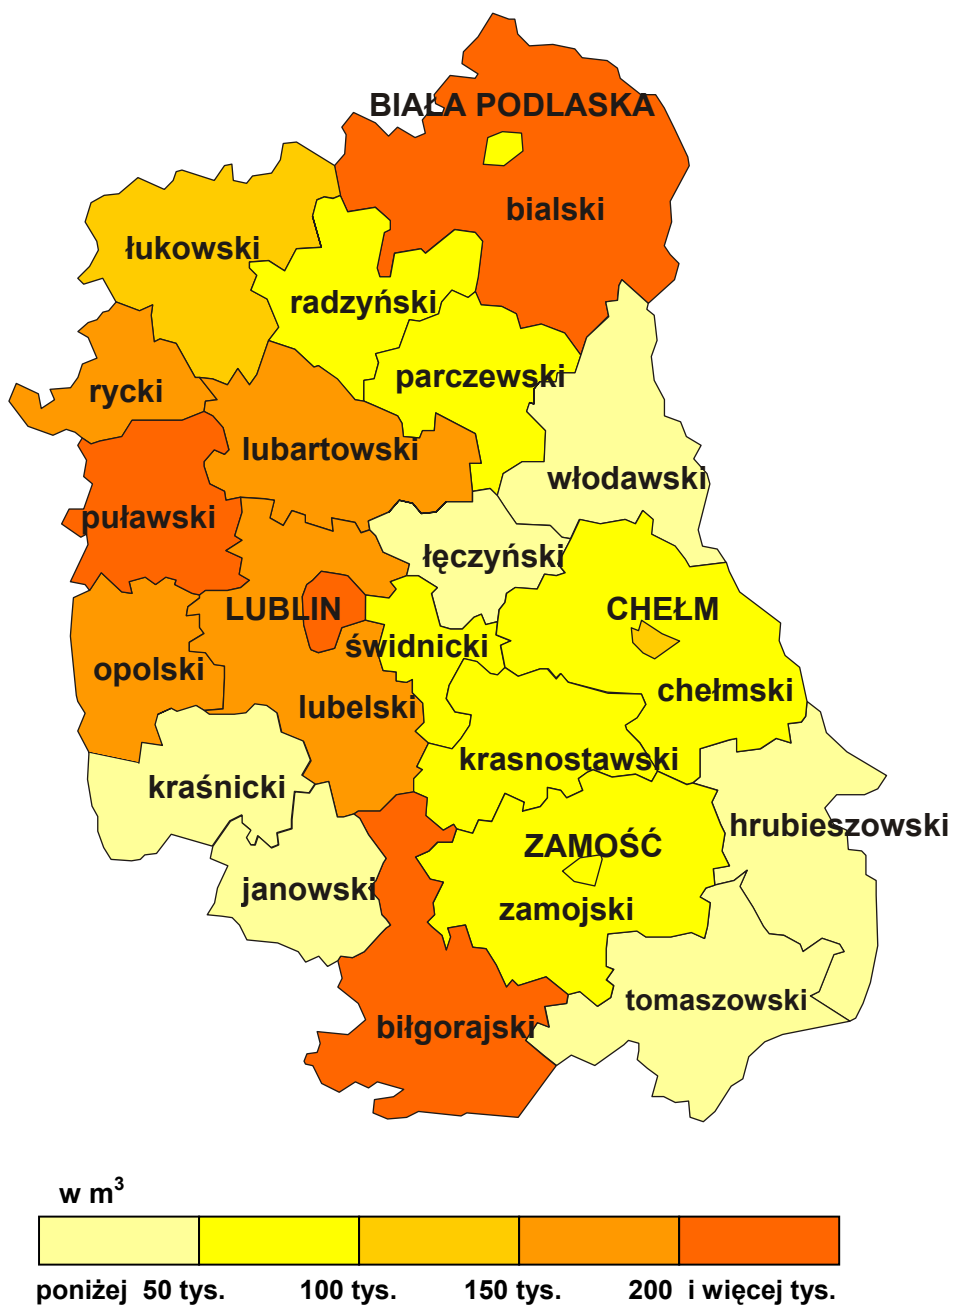 BIAŁA PODLASKA
bialski
łukowski
radzyński
parczewski
rycki
lubartowski
włodawski
puławski
łęczyński
LUBLIN
CHEŁM
świdnicki
opolski
chełmski
lubelski
krasnostawski
kraśnicki
hrubieszowski
ZAMOŚĆ
janowski
zamojski
tomaszowski
biłgorajski
w m³
poniżej 50 tys. 100 tys. 150 tys. 200 i więcej tys.